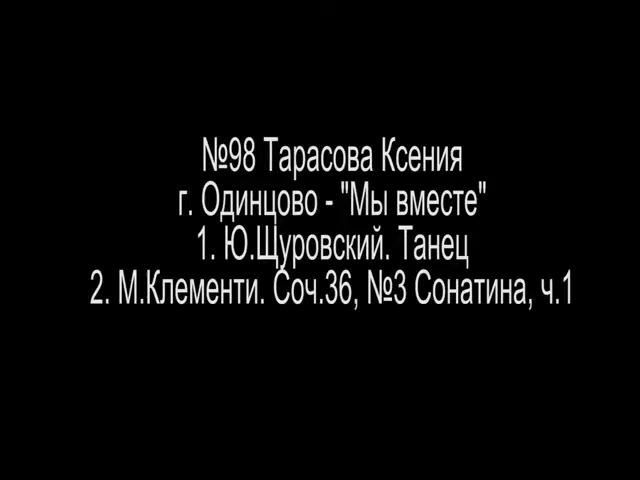 №98 Тарасова Ксения
г. Одинцово - "Мы вместе"
1. Ю.Щуровский. Танец
2. М.Клементи. Соч.36, №3 Сонатина, ч.1